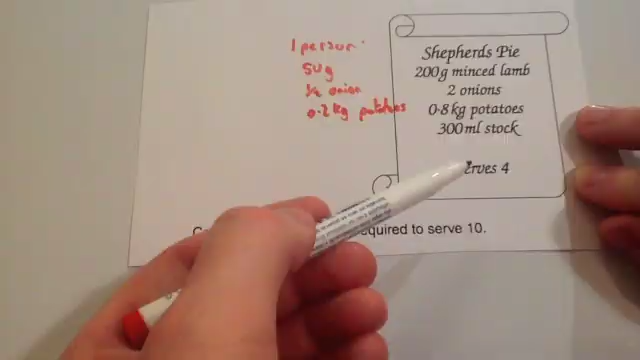 1 person
50g
½ onion
0.2kg potatoes
Shepherds Pie
200g minced lamb
2 onions
0.8kg potatoes
300ml stock
erves 4
equired to serve 10.